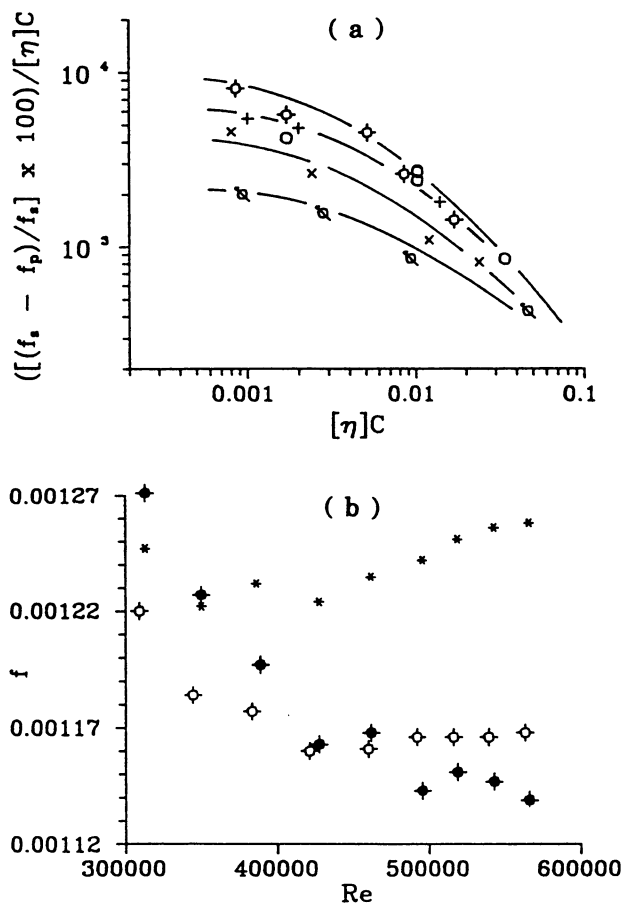 ( a )
([(fₛ − fₚ)/fₛ] x 100)/[η]C
10⁴
10³
0.001
0.01
0.1
[η]C
( b )
f
0.00127
0.00122
0.00117
0.00112
300000
400000
500000
600000
Re